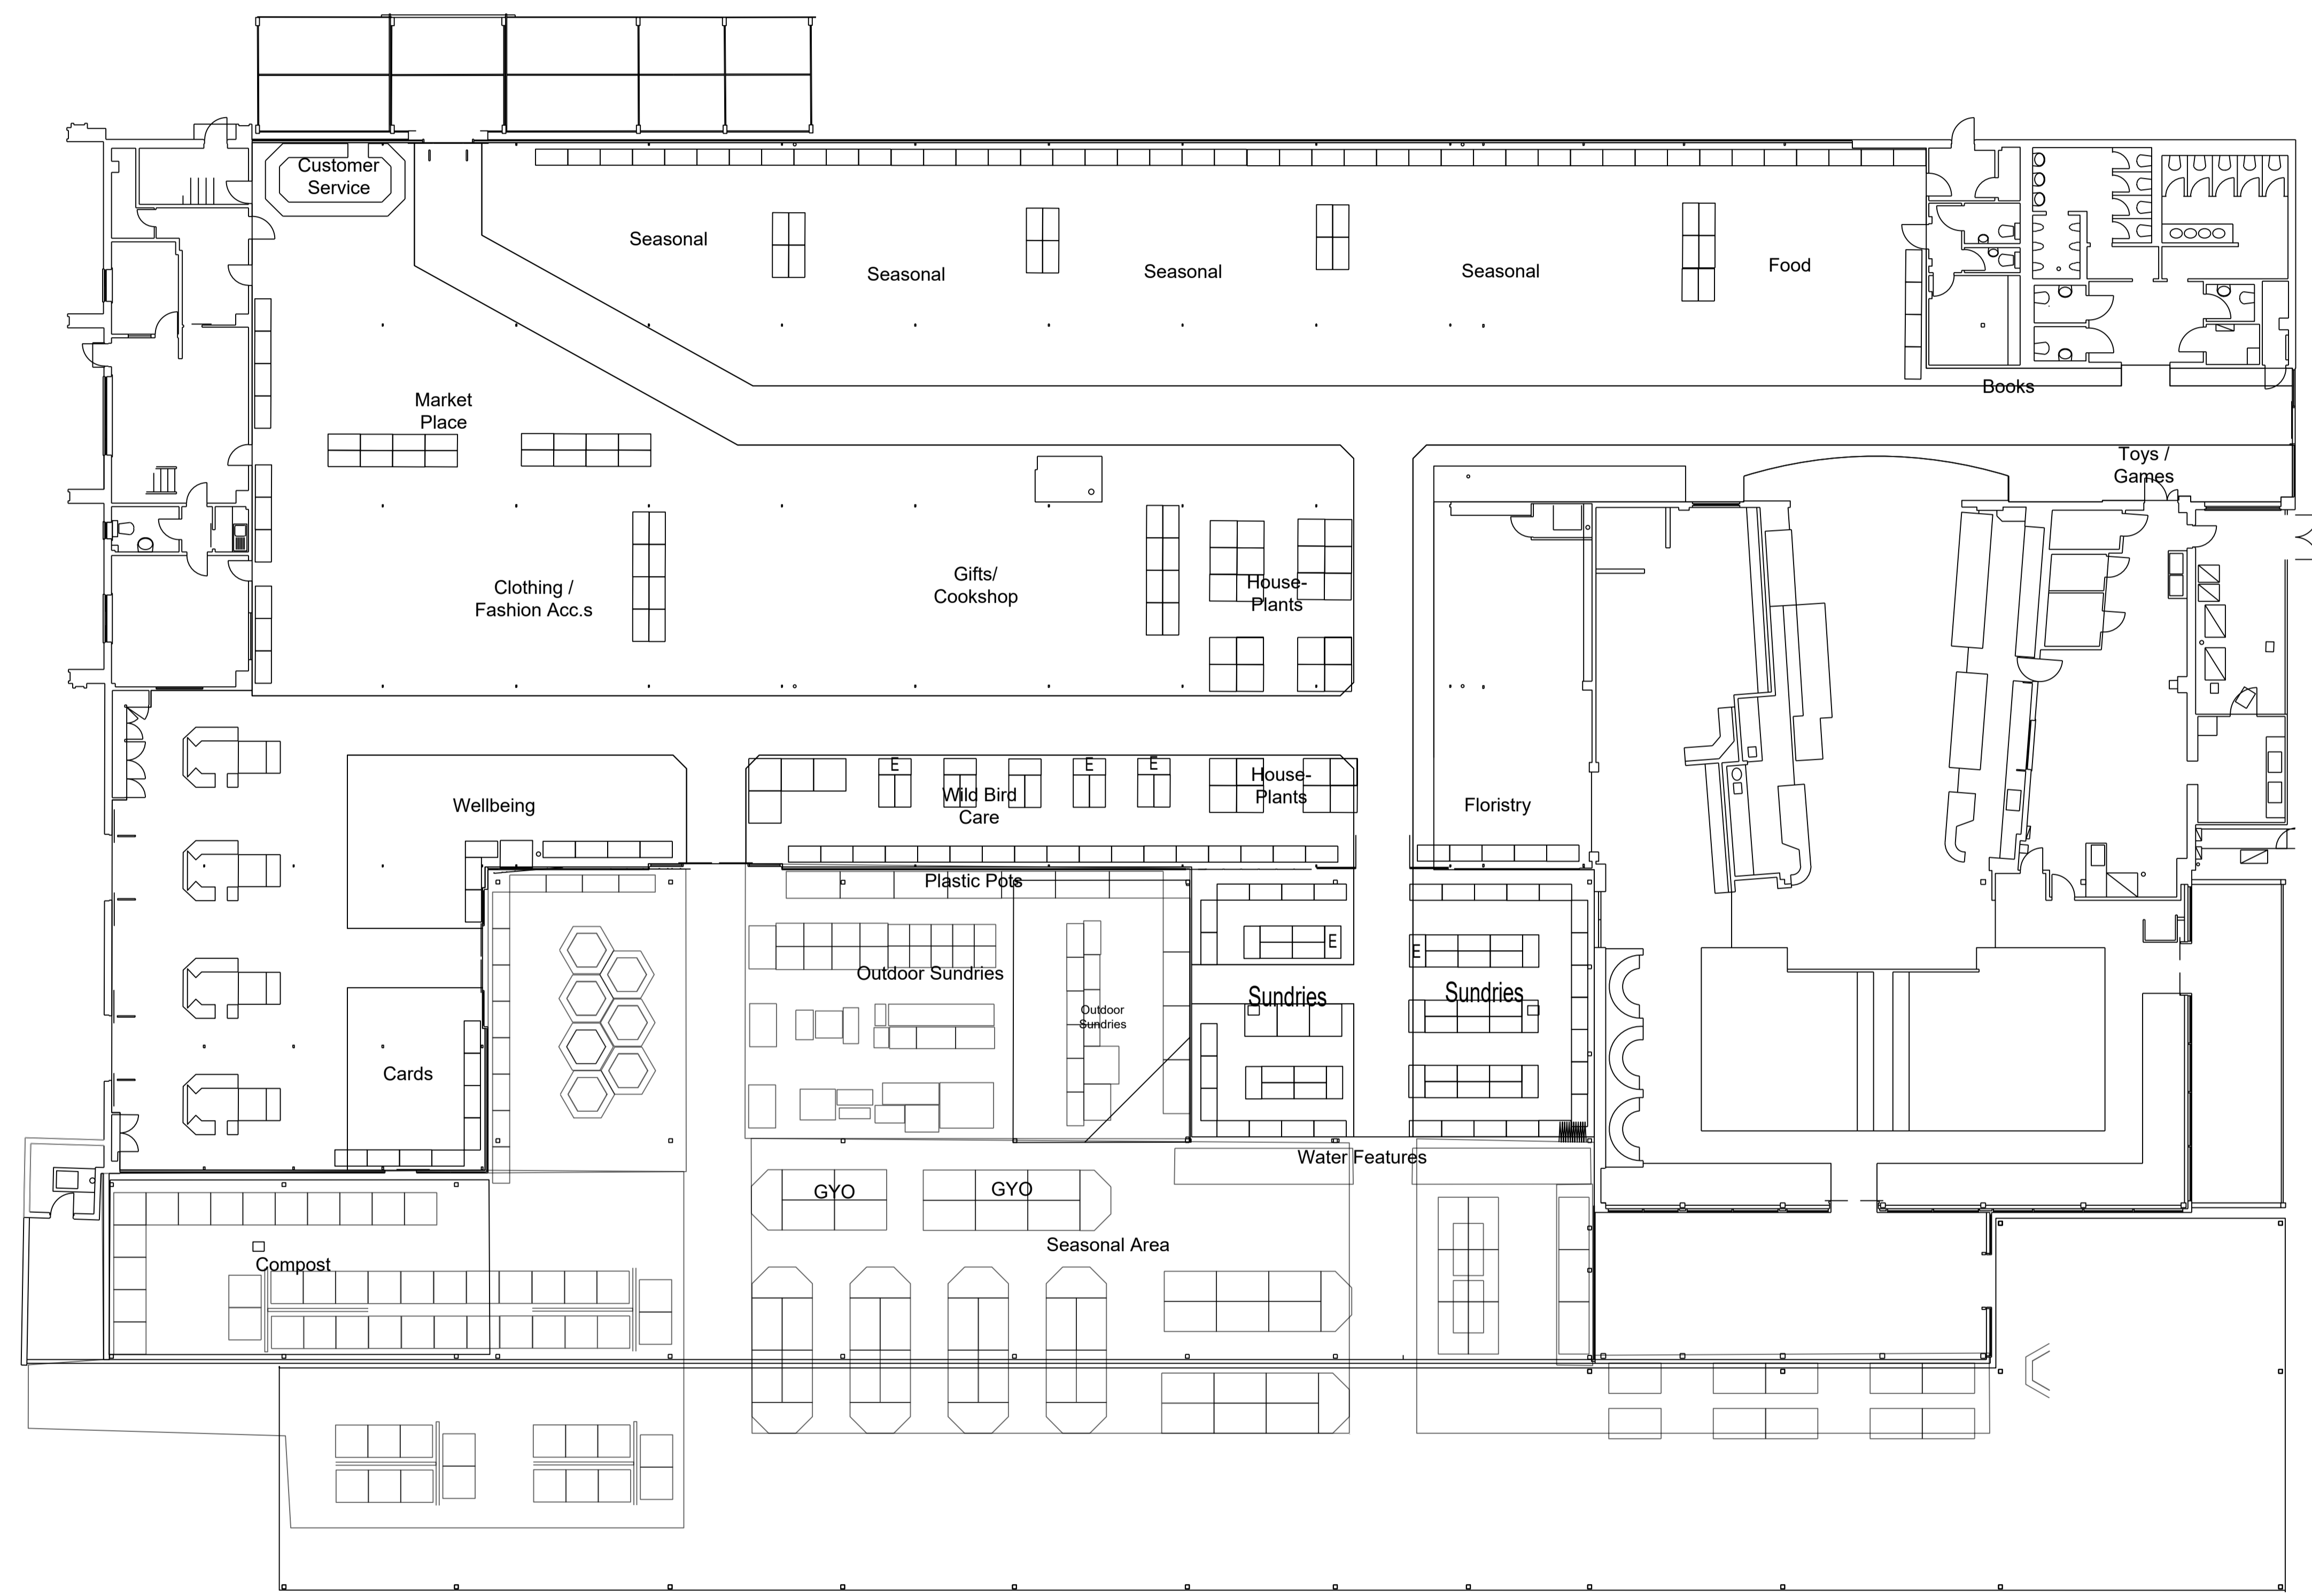 Customer
Service
Seasonal
Seasonal
Seasonal
Seasonal
Food
Books
Market
Place
Toys /
Games
Clothing /
Fashion Acc.s
Gifts/
Cookshop
House-
Plants
Wellbeing
E
E
E
Wild Bird
Care
House-
Plants
Floristry
Plastic Pots
Outdoor Sundries
E
E
Outdoor
Sundries
Sundries
Sundries
Cards
Water Features
GYO
GYO
Seasonal Area
Compost